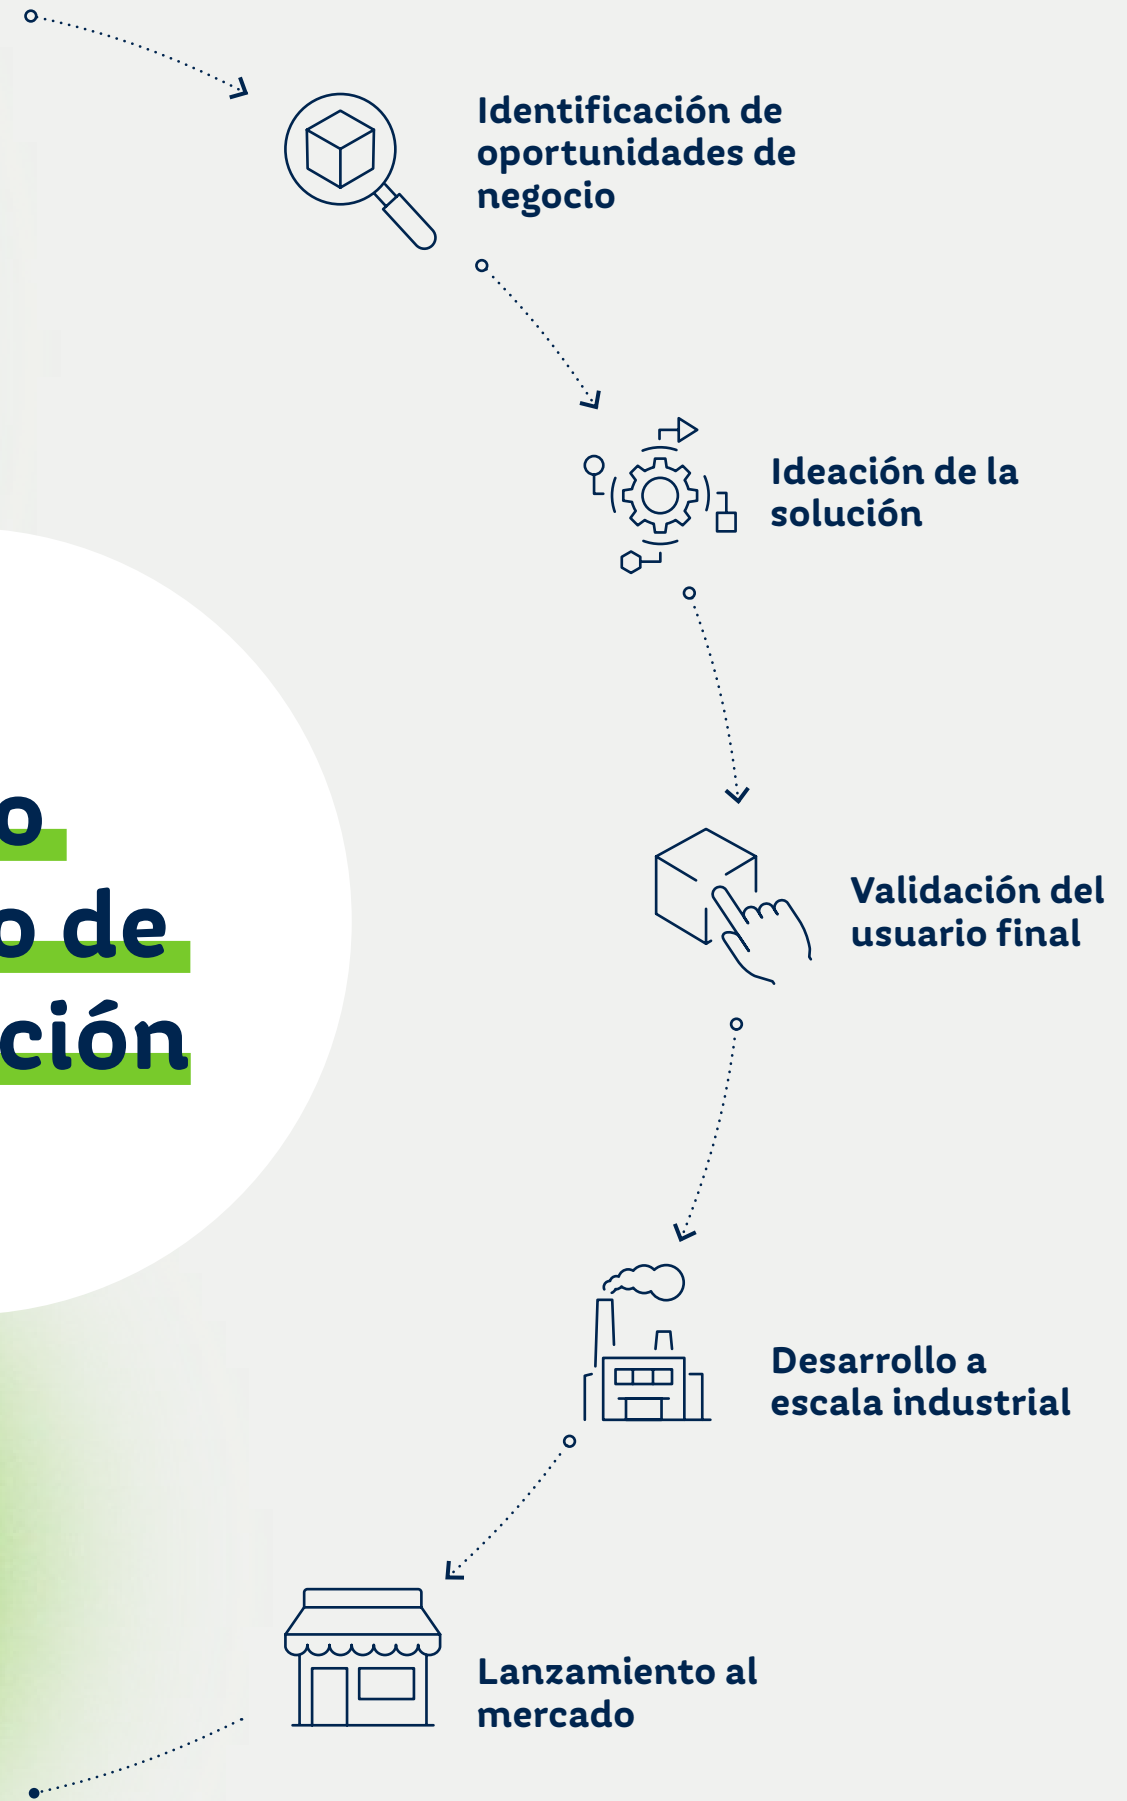 Identificación de
oportunidades de
negocio
Ideación de la
solución
o
o de
ción
Validación del
usuario final
Desarrollo a
escala industrial
Lanzamiento al
mercado